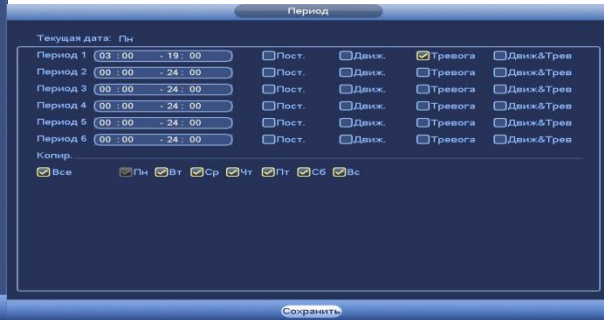 Период
Текущая дата: Пн
Период 1 03 :00 - 19: 00 Пост. Движ. Тревога Движ&Трев
Период 2 00 :00 - 24: 00 Пост. Движ. Тревога Движ&Трев
Период 3 00 :00 - 24: 00 Пост. Движ. Тревога Движ&Трев
Период 4 00 :00 - 24: 00 Пост. Движ. Тревога Движ&Трев
Период 5 00 :00 - 24: 00 Пост. Движ. Тревога Движ&Трев
Период 6 00 :00 - 24: 00 Пост. Движ. Тревога Движ&Трев
Копир.
Все Пн Вт Ср Чт Пт Сб Вс
Сохранить